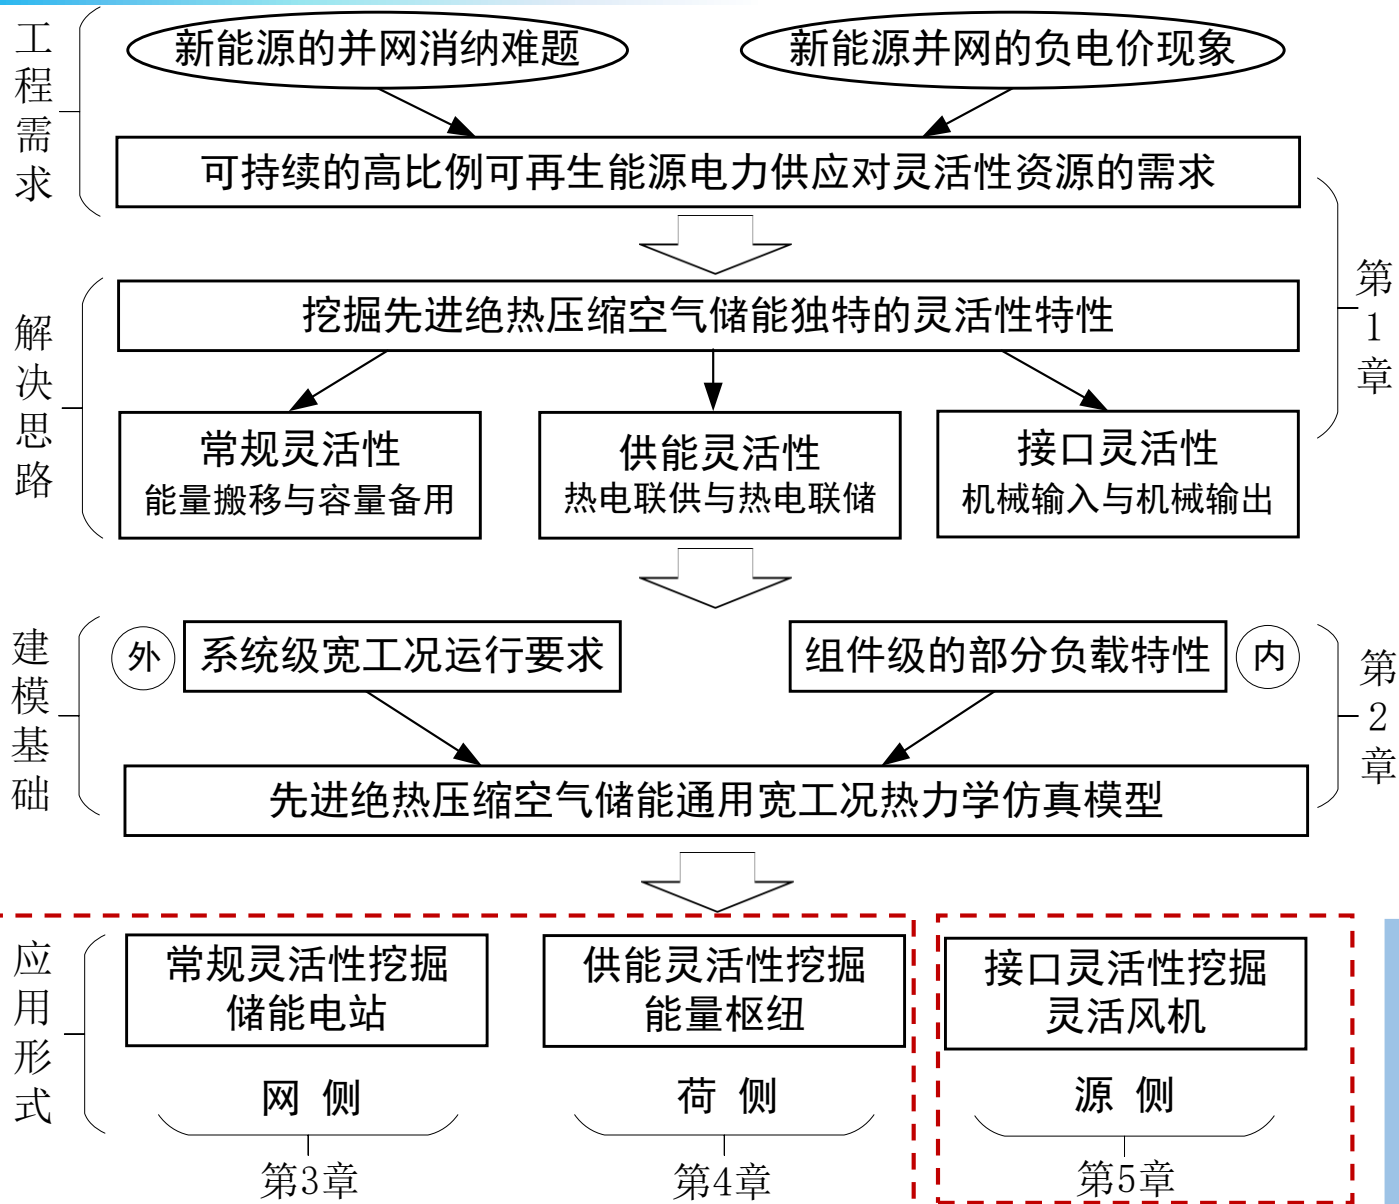 工程需求
新能源的并网消纳难题
新能源并网的负电价现象
可持续的高比例可再生能源电力供应对灵活性资源的需求
第1章
解决思路
挖掘先进绝热压缩空气储能独特的灵活性特性
常规灵活性
能量搬移与容量备用
供能灵活性
热电联供与热电联储
接口灵活性
机械输入与机械输出
建模基础
外
系统级宽工况运行要求
组件级的部分负载特性
内
第2章
先进绝热压缩空气储能通用宽工况热力学仿真模型
应用形式
常规灵活性挖掘
储能电站
供能灵活性挖掘
能量枢纽
接口灵活性挖掘
灵活风机
网 侧
荷 侧
源 侧
第3章
第4章
第5章